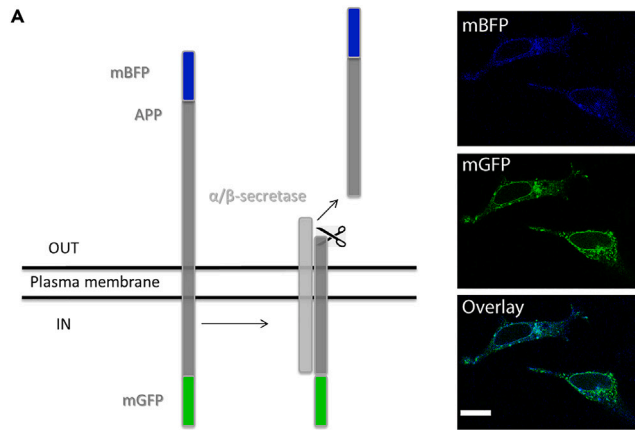 A
mBFP
APP
α/β-secretase
OUT
Plasma membrane
IN
mGFP
mBFP
mGFP
Overlay